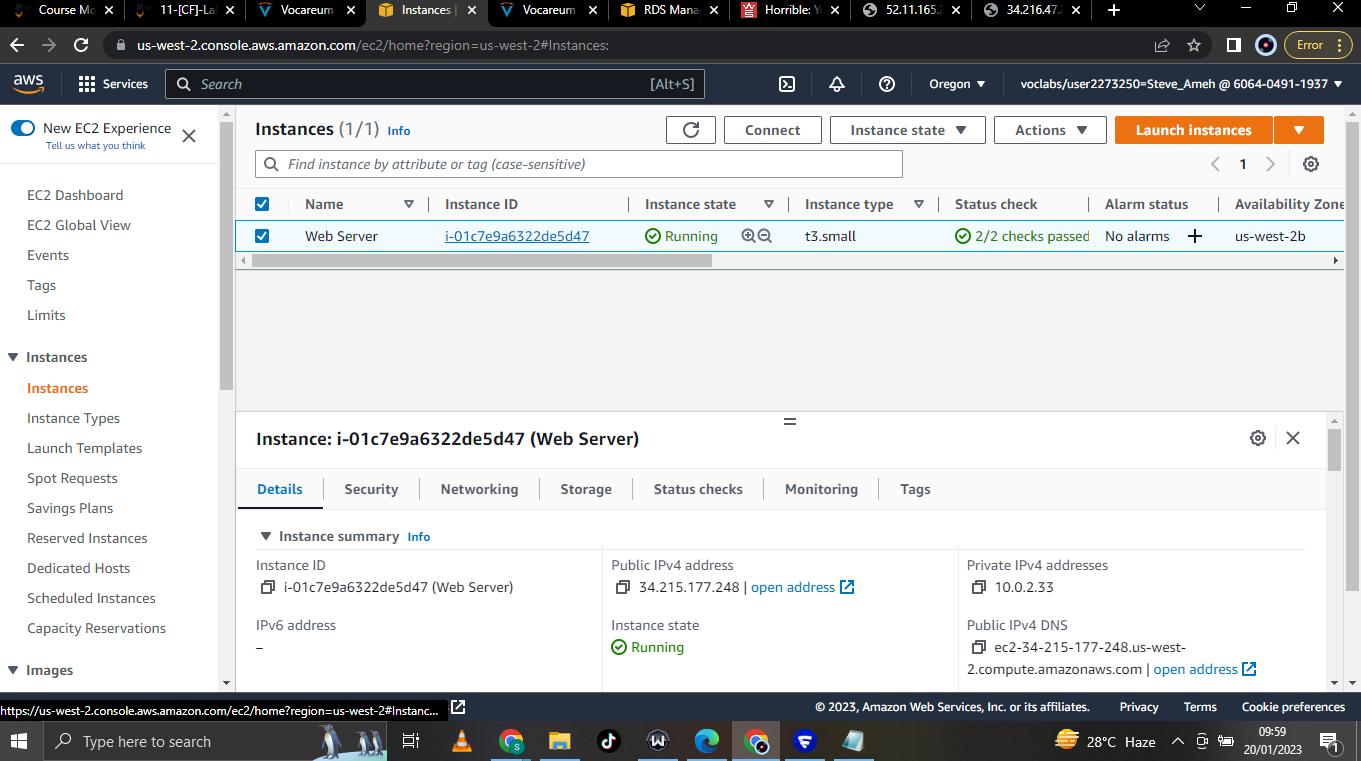 Course Mo
11-[CF]-Lal
Vocareum
Instances |
Vocareum
RDS Mana
Horrible: Yo
52.11.165.
34.216.47.
us-west-2.console.aws.amazon.com/ec2/home?region=us-west-2#Instances:
Error
aws
Services
Search
[Alt+S]
Oregon
voclabs/user2273250=Steve_Ameh @ 6064-0491-1937
New EC2 Experience
Tell us what you think
EC2 Dashboard
EC2 Global View
Events
Tags
Limits
Instances
Instances
Instance Types
Launch Templates
Spot Requests
Savings Plans
Reserved Instances
Dedicated Hosts
Scheduled Instances
Capacity Reservations
Images
Instances (1/1) Info
Connect
Instance state
Actions
Launch instances
Find instance by attribute or tag (case-sensitive)
1
Name Instance ID Instance state Instance type Status check Alarm status Availability Zone
Web Server i-01c7e9a6322de5d47 Running t3.small 2/2 checks passed No alarms us-west-2b
Instance: i-01c7e9a6322de5d47 (Web Server)
Details Security Networking Storage Status checks Monitoring Tags
Instance summary Info
Instance ID
i-01c7e9a6322de5d47 (Web Server)
Public IPv4 address
34.215.177.248 | open address
Private IPv4 addresses
10.0.2.33
IPv6 address
–
Instance state
Running
Public IPv4 DNS
ec2-34-215-177-248.us-west-
2.compute.amazonaws.com | open address
https://us-west-2.console.aws.amazon.com/ec2/home?region=us-west-2#Instanc...
© 2023, Amazon Web Services, Inc. or its affiliates. Privacy Terms Cookie preferences
Type here to search
28°C Haze
09:59
20/01/2023
1